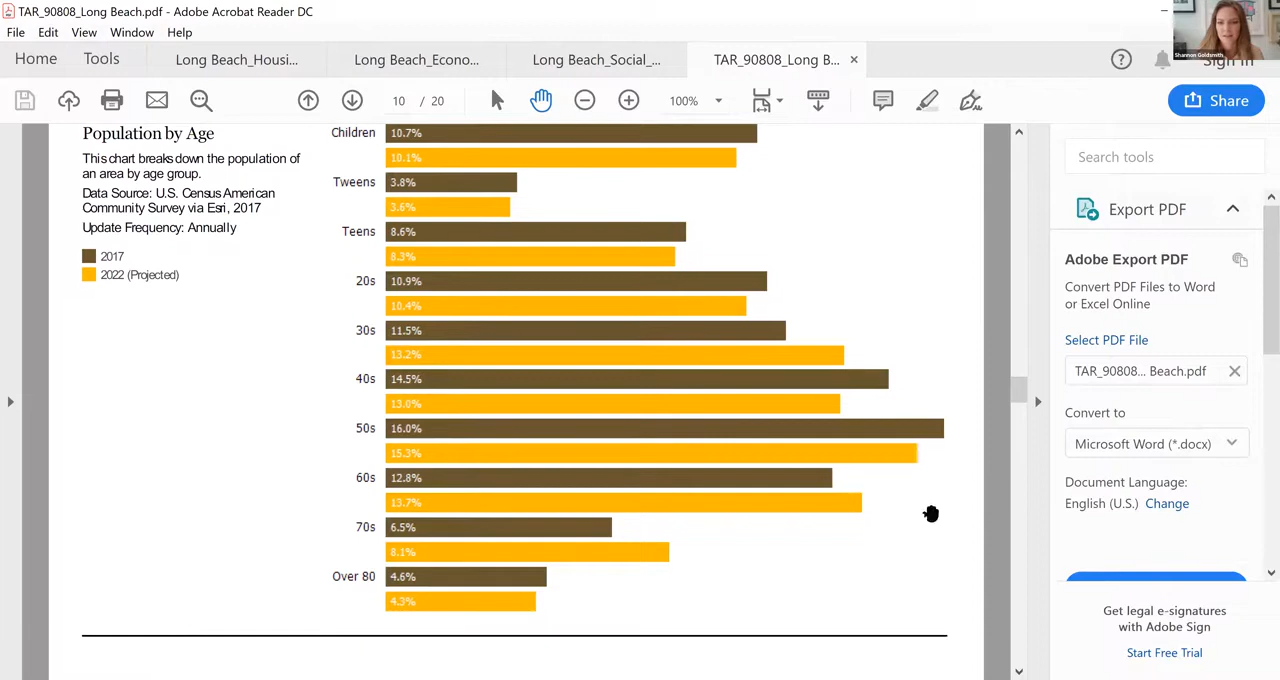 TAR_90808_Long Beach.pdf - Adobe Acrobat Reader DC
File Edit View Window Help
Home Tools Long Beach_Housi... Long Beach_Econo... Long Beach_Social_... TAR_90808_Long B... ×
Shannon Goldsmith
Sign In
10 / 20 100% Share
Population by Age
This chart breaks down the population of
an area by age group.
Data Source: U.S. Census American
Community Survey via Esri, 2017
Update Frequency: Annually
2017
2022 (Projected)
Children 10.7%
10.1%
Tweens 3.8%
3.6%
Teens 8.6%
8.3%
20s 10.9%
10.4%
30s 11.5%
13.2%
40s 14.5%
13.0%
50s 16.0%
15.3%
60s 12.8%
13.7%
70s 6.5%
8.1%
Over 80 4.6%
4.3%
Search tools
Export PDF
Adobe Export PDF
Convert PDF Files to Word
or Excel Online
Select PDF File
TAR_90808... Beach.pdf
Convert to
Microsoft Word (*.docx)
Document Language:
English (U.S.) Change
Get legal e-signatures
with Adobe Sign
Start Free Trial